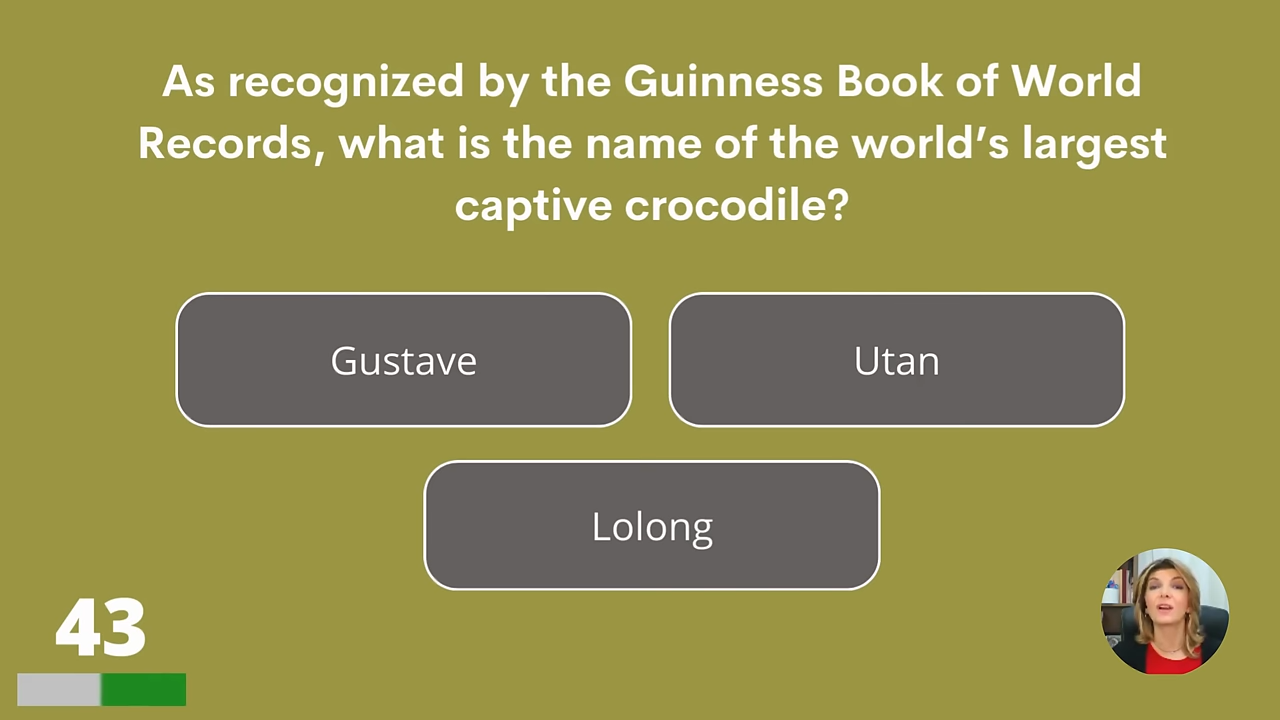 As recognized by the Guinness Book of World
Records, what is the name of the world’s largest
captive crocodile?
Gustave
Utan
Lolong
43